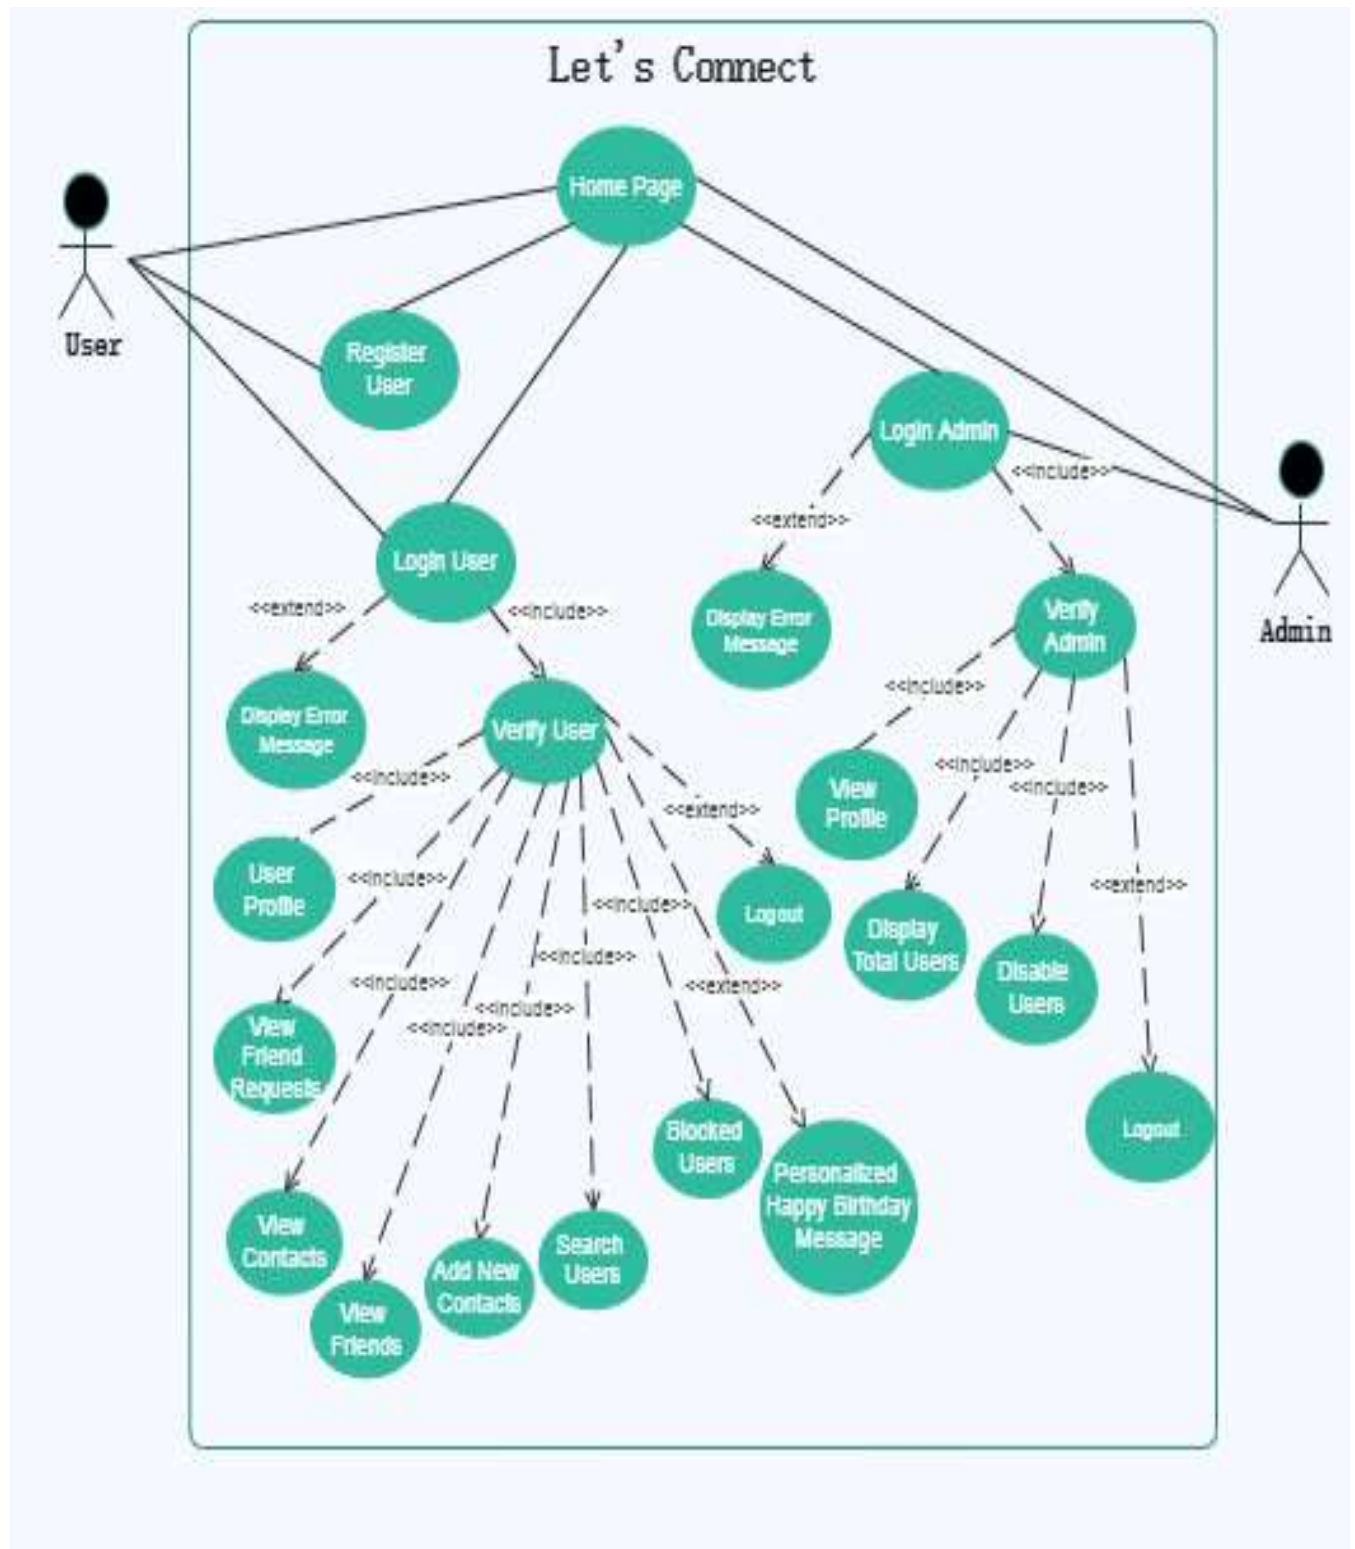 Let's Connect
Home Page
User
Register
User
Login Admin
<<include>>
<<extend>>
Admin
Login User
<<extend>>
<<include>>
Display Error
Message
Verify
Admin
<<include>>
Display Error
Message
Verify User
<<include>>
<<extend>>
View
Profile
<<include>>
<<include>>
User
Profile
<<include>>
<<include>>
Logout
Display
Total Users
<<extend>>
Disable
Users
<<include>>
<<include>>
<<extend>>
<<include>>
<<include>>
View
Friend
Requests
Blocked
Users
Logout
Personalized
Happy Birthday
Message
View
Contacts
Search
Users
Add New
Contacts
View
Friends